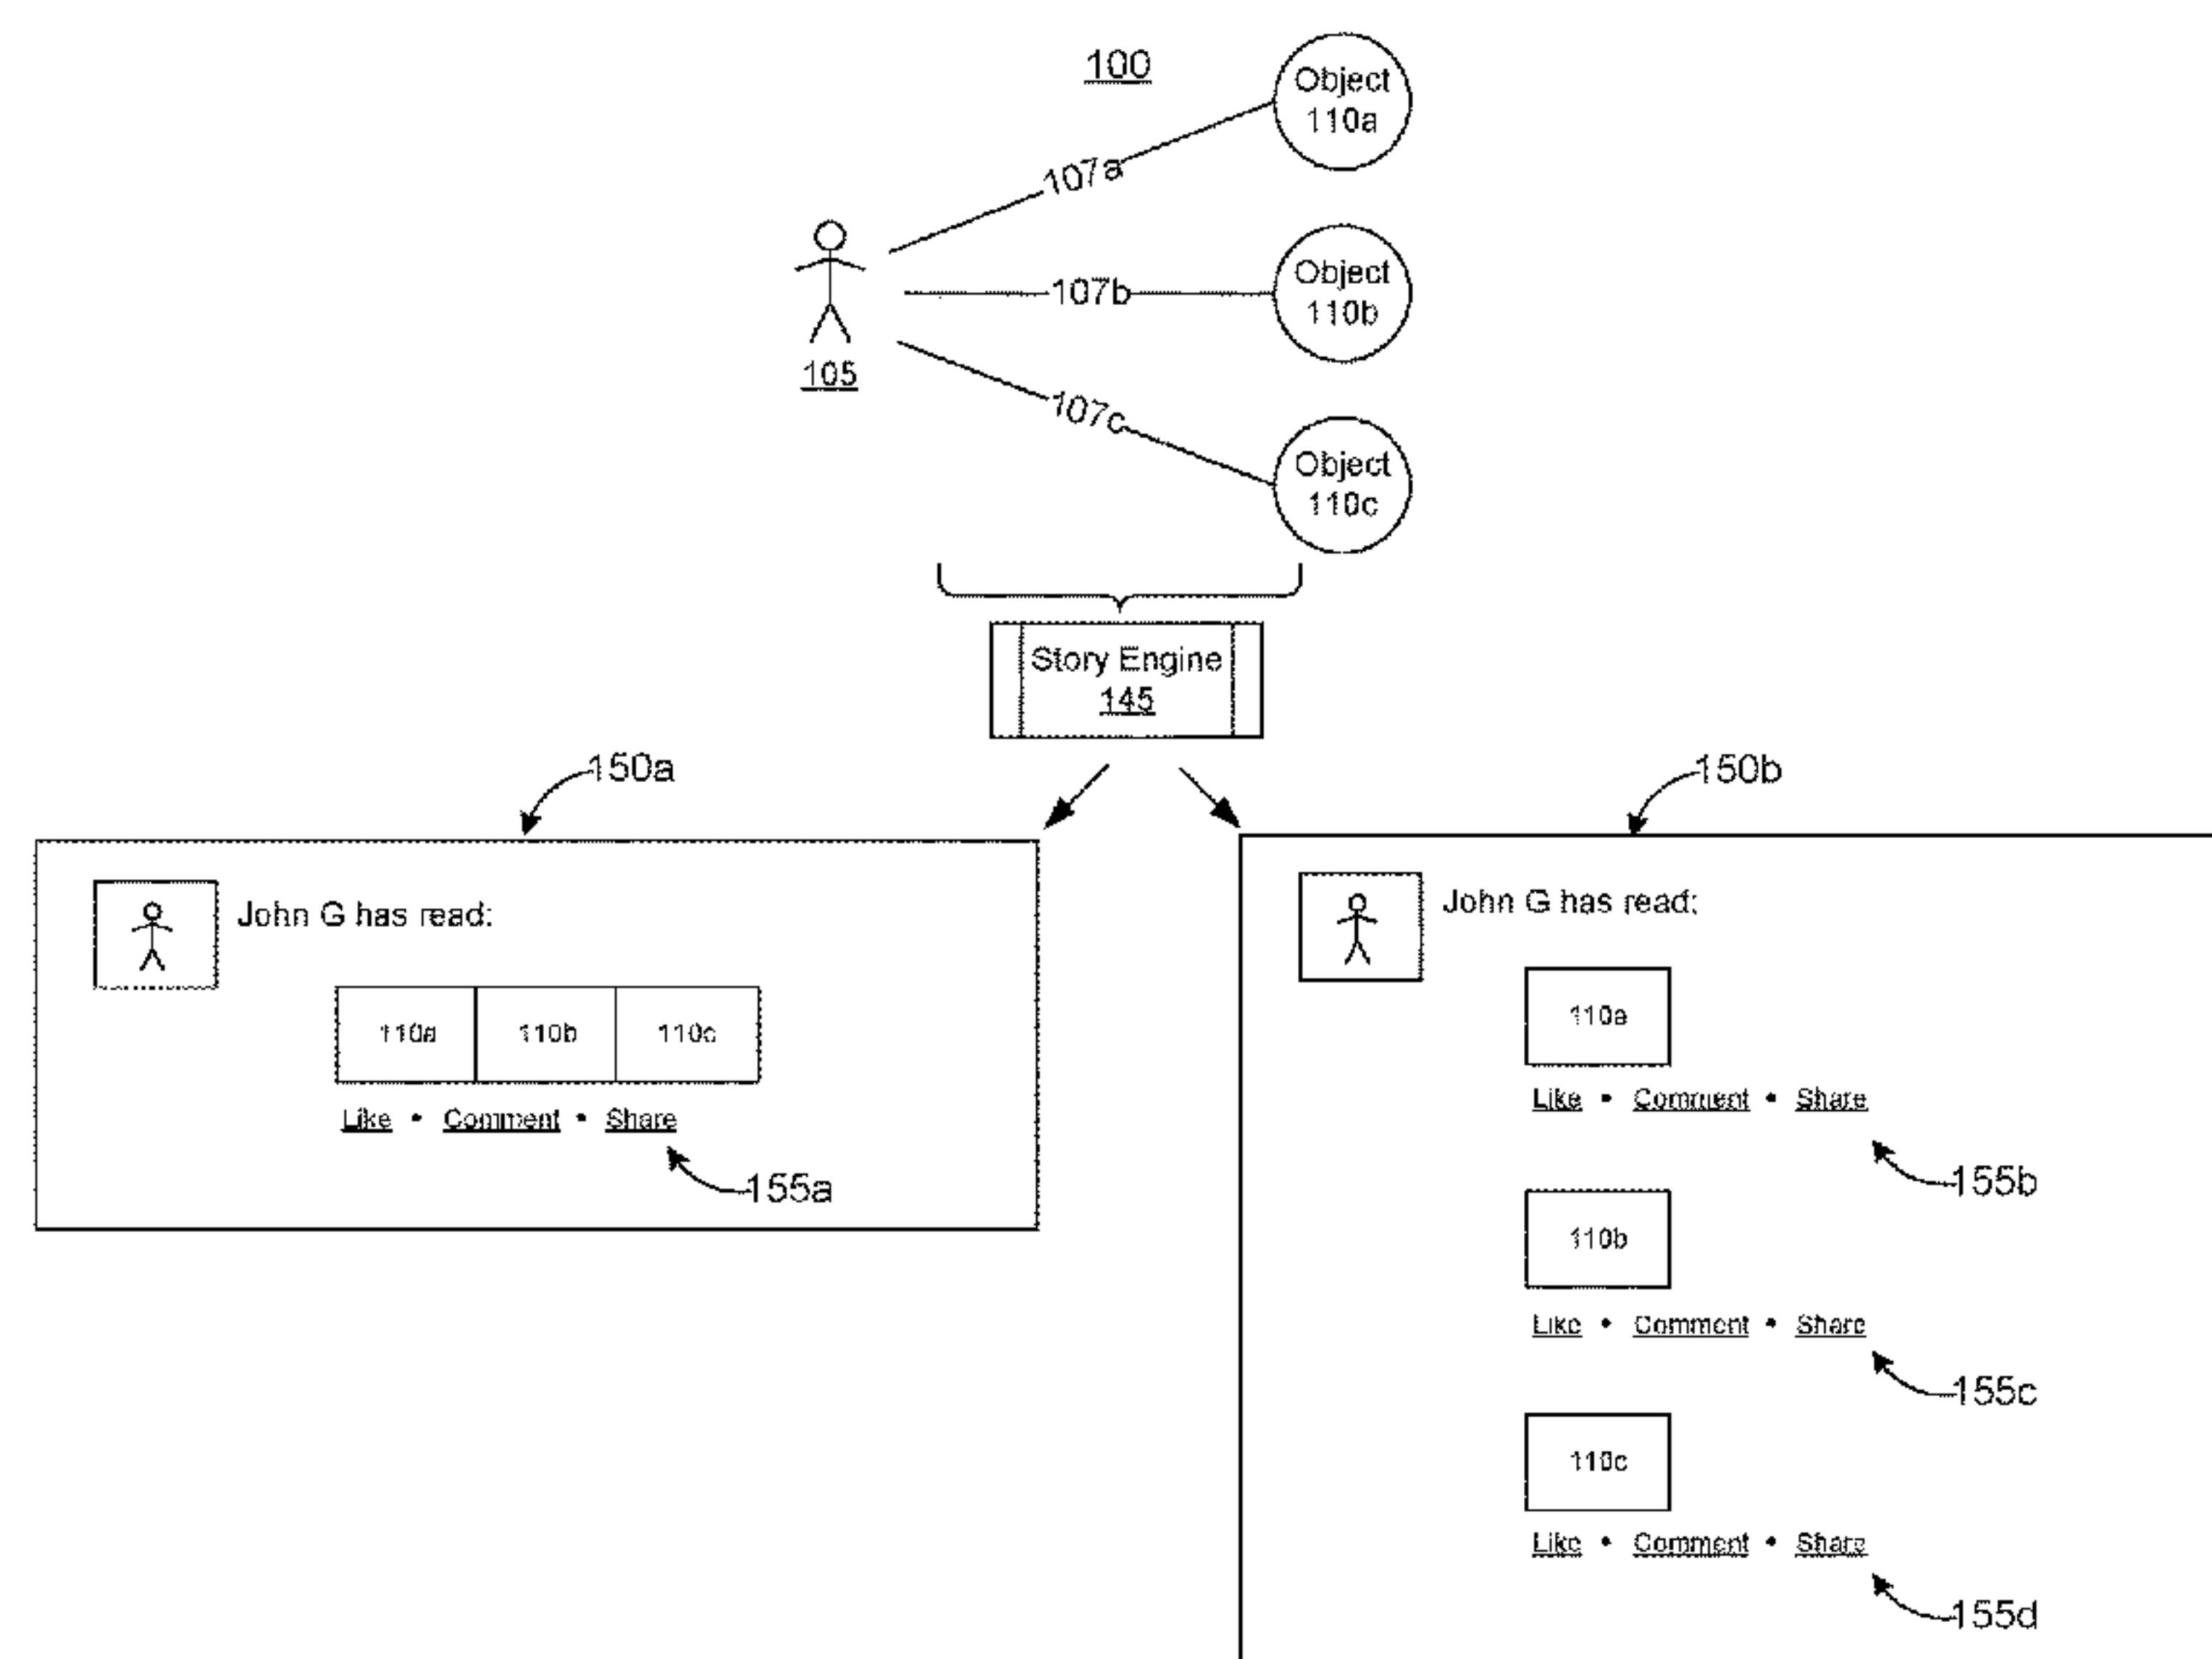 100
Object
110a
107a
Object
110b
107b
105
107c
Object
110c
Story Engine
145
150a
150b
John G has read:
110a 110b 110c
Like • Comment • Share
155a
John G has read:
110a
Like • Comment • Share
155b
110b
Like • Comment • Share
155c
110c
Like • Comment • Share
155d